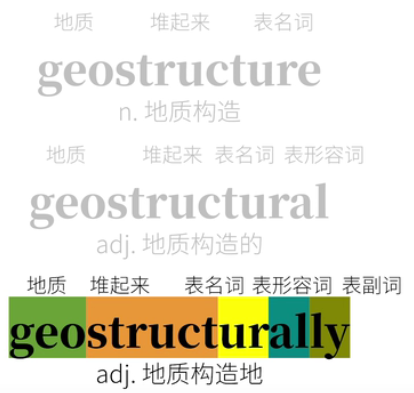 地质 堆起来 表名词
geostructure
n. 地质构造
地质 堆起来 表名词 表形容词
geostructural
adj. 地质构造的
地质 堆起来 表名词 表形容词 表副词
geostructurally
adj. 地质构造地